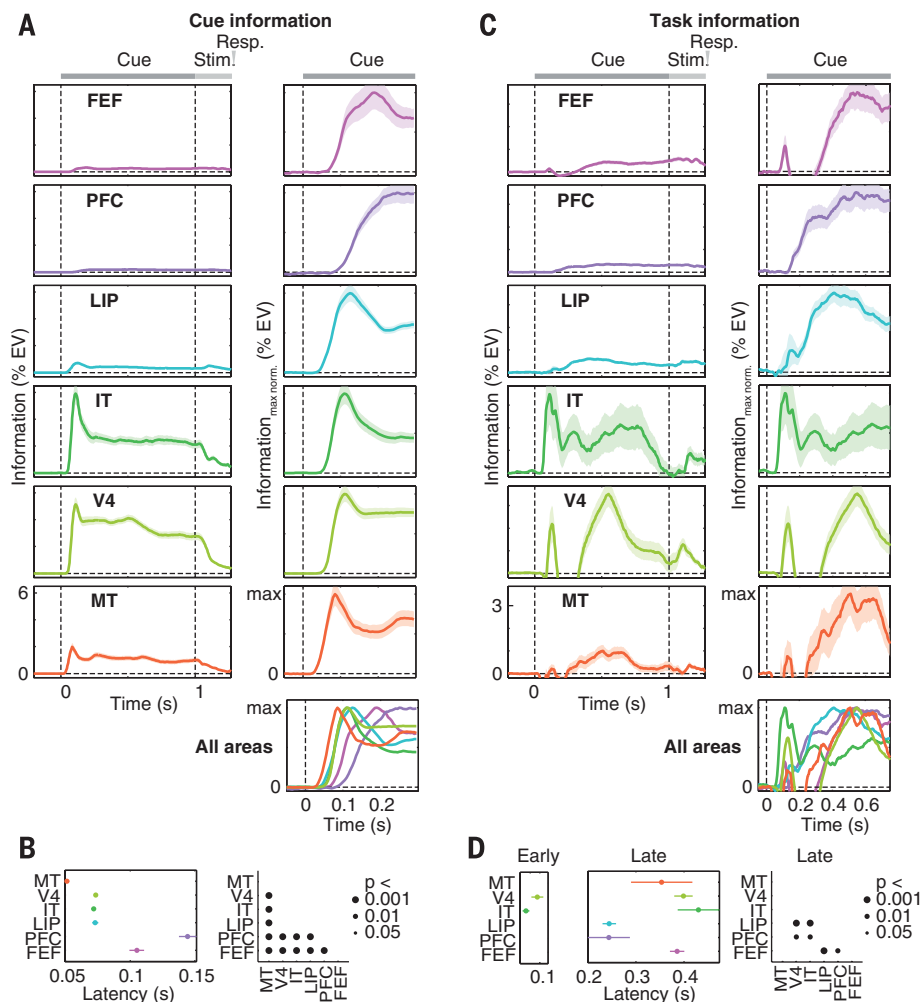 A
Cue information
Resp.
Cue
Stim.
Cue
FEF
PFC
LIP
IT
V4
MT
Information (% EV)
Information max norm. (% EV)
6
0
max
0
0
1
Time (s)
All areas
max
0
0
0.1
0.2
Time (s)
C
Task information
Resp.
Cue
Stim.
Cue
FEF
PFC
LIP
IT
V4
MT
Information (% EV)
Information max norm. (% EV)
3
0
max
0
0
1
Time (s)
All areas
max
0
0
0.2
0.4
0.6
Time (s)
B
MT
V4
IT
LIP
PFC
FEF
0.05
0.1
0.15
Latency (s)
MT
V4
IT
LIP
PFC
FEF
MT
V4
IT
LIP
PFC
FEF
p <
0.001
0.01
0.05
D
Early
Late
MT
V4
IT
LIP
PFC
FEF
0.1
0.2
0.3
0.4
Latency (s)
Late
MT
V4
IT
LIP
PFC
FEF
MT
V4
IT
LIP
PFC
FEF
p <
0.001
0.01
0.05